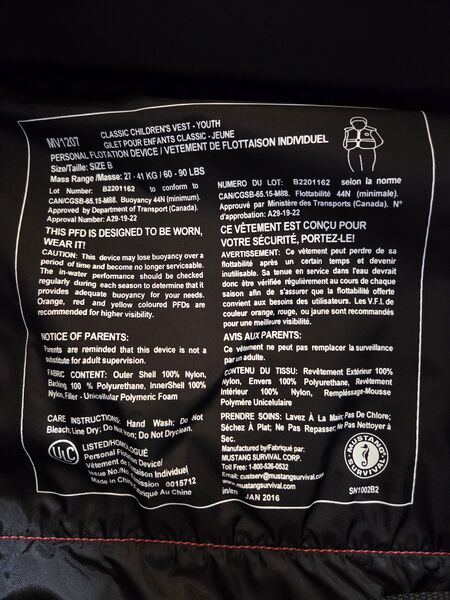 MV1207 CLASSIC CHILDREN'S VEST - YOUTH
GILET POUR ENFANTS CLASSIC - JEUNE
PERSONAL FLOTATION DEVICE / VETEMENT DE FLOTTAISON INDIVIDUEL
Size/Taille: SIZE B
Mass Range /Masse: 27 - 41 KG / 60 - 90 LBS
Lot Number: B2201162 to conform to
CAN/CGSB-65.15-M88. Buoyancy 44N (minimum).
Approved by Department of Transports (Canada).
Approval Number: A29-19-22
THIS PFD IS DESIGNED TO BE WORN,
WEAR IT!
CAUTION: This device may lose buoyancy over a
period of time and become no longer serviceable.
The in-water performance should be checked
regularly during each season to determine that it
provides adequate buoyancy for your needs.
Orange, red and yellow coloured PFDs are
recommended for higher visibility.
NOTICE OF PARENTS:
Parents are reminded that this device is not a
substitute for adult supervision.
FABRIC CONTENT: Outer Shell 100% Nylon,
Backing 100 % Polyurethane, InnerShell 100%
Nylon, Filler - Unicellular Polymeric Foam
CARE INSTRUCTIONS: Hand Wash; Do Not
Bleach; Line Dry; Do Not Iron; Do Not Dryclean.
ULC
LISTED/HOMOLOGUÉ
Personal Flotation Device/
Vêtement de Flottaison Individuel
Issue No./No. d'émission 0015712
Made in China/Fabriqué Au Chine
NUMERO DU LOT: B2201162 selon la norme
CAN/CGSB-65.15-M88. Flottabilité 44N (minimale).
Approuvé par Ministère des Transports (Canada). N°
d'approbation: A29-19-22
CE VÊTEMENT EST CONÇU POUR
VOTRE SÉCURITÉ, PORTEZ-LE!
AVERTISSEMENT: Ce vêtement peut perdre de sa
flottabilité après un certain temps et devenir
inutilisable. Sa tenue en service dans l'eau devrait
donc être vérifiée régulièrement au cours de chaque
saison afin de s'assurer que la flottabilité offerte
convient aux besoins des utilisateurs. Les V.F.I. de
couleur orange, rouge, ou jaune sont recommandés
pour une meilleure visibilité.
AVIS AUX PARENTS:
Ce vêtement ne peut pas remplacer la surveillance
par un adulte.
CONTENU DU TISSU: Revêtement Extérieur 100%
nylon, Envers 100% Polyurethane, Revêtement
Intérieur 100% Nylon, Remplissage-Mousse
Polymère Unicelulaire
PRENDRE SOINS: Lavez À La Main; Pas De Chlore;
Séchez À Plat; Ne Pas Repasser; Ne Pas Nettoyer à
Sec.
Manufactured by/Fabriqué par:
MUSTANG SURVIVAL CORP.
Toll Free: 1-800-526-0532
Email: custserv@mustangsurvival.com
www.mustangsurvival.com
JAN 2016
MUSTANG SURVIVAL
SN1002B2